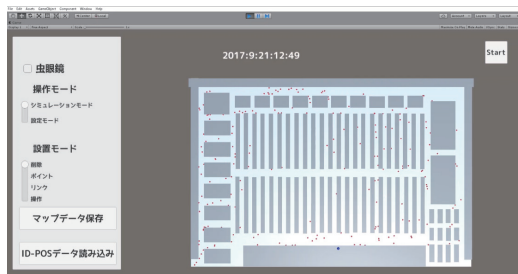 File Edit Assets GameObject Component Window Help
2017:9:21:12:49
Start
虫眼鏡
操作モード
シミュレーションモード
設定モード
設置モード
削除
ポイント
リンク
操作
マップデータ保存
ID-POSデータ読み込み